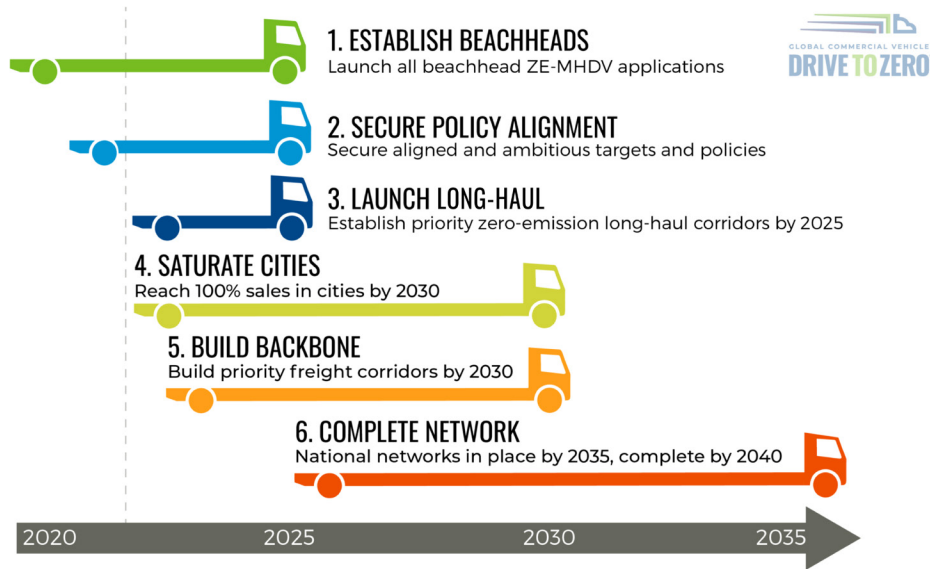 GLOBAL COMMERCIAL VEHICLE
DRIVE TO ZERO
1. ESTABLISH BEACHHEADS
Launch all beachhead ZE-MHDV applications
2. SECURE POLICY ALIGNMENT
Secure aligned and ambitious targets and policies
3. LAUNCH LONG-HAUL
Establish priority zero-emission long-haul corridors by 2025
4. SATURATE CITIES
Reach 100% sales in cities by 2030
5. BUILD BACKBONE
Build priority freight corridors by 2030
6. COMPLETE NETWORK
National networks in place by 2035, complete by 2040
2020 2025 2030 2035